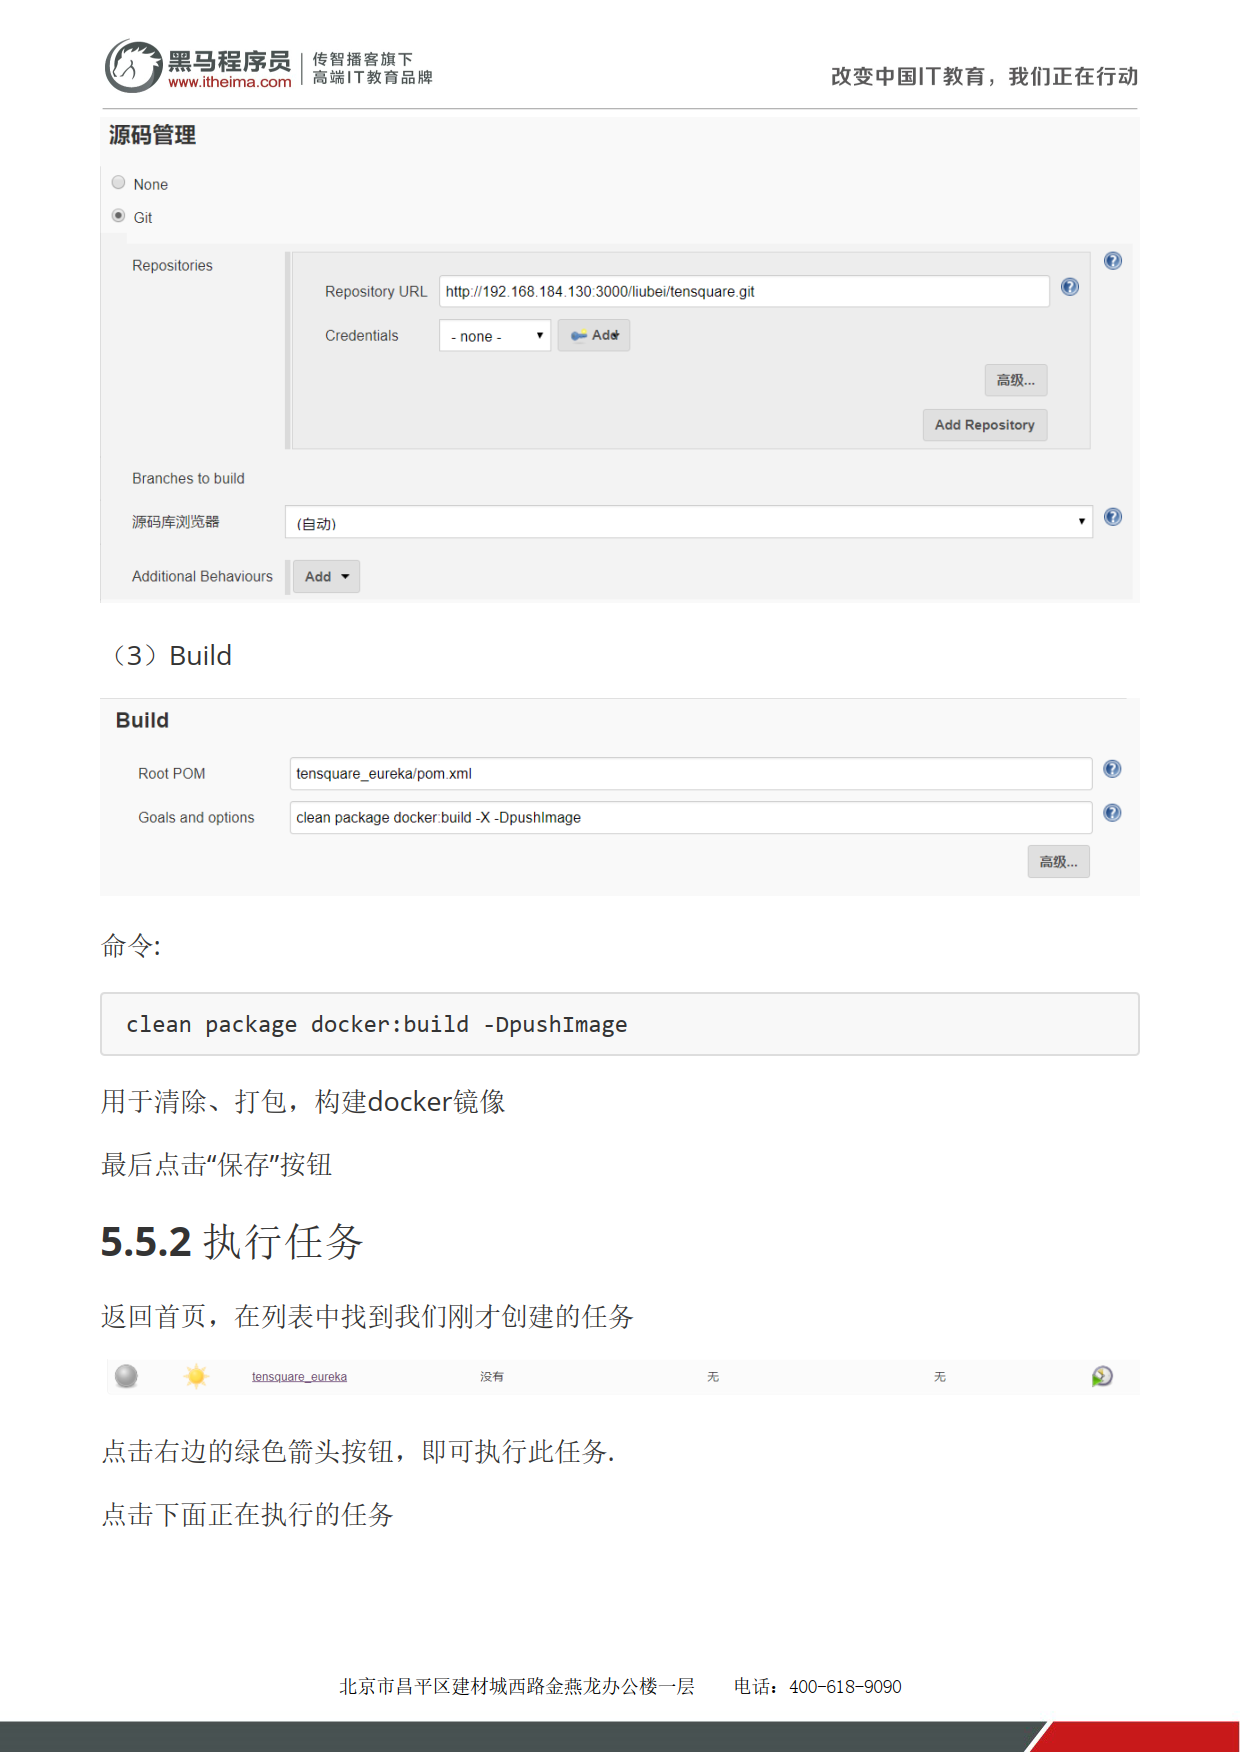 黑马程序员
www.itheima.com
传智播客旗下
高端IT教育品牌
改变中国IT教育，我们正在行动
源码管理
None
Git
Repositories
Repository URL http://192.168.184.130:3000/liubei/tensquare.git
Credentials - none - Add
高级...
Add Repository
Branches to build
源码库浏览器 (自动)
Additional Behaviours Add
（3）Build
Build
Root POM tensquare_eureka/pom.xml
Goals and options clean package docker:build -X -DpushImage
高级...
命令:
clean package docker:build -DpushImage
用于清除、打包，构建docker镜像
最后点击“保存”按钮
5.5.2 执行任务
返回首页，在列表中找到我们刚才创建的任务
tensquare_eureka 没有 无 无
点击右边的绿色箭头按钮，即可执行此任务.
点击下面正在执行的任务
北京市昌平区建材城西路金燕龙办公楼一层 电话：400-618-9090